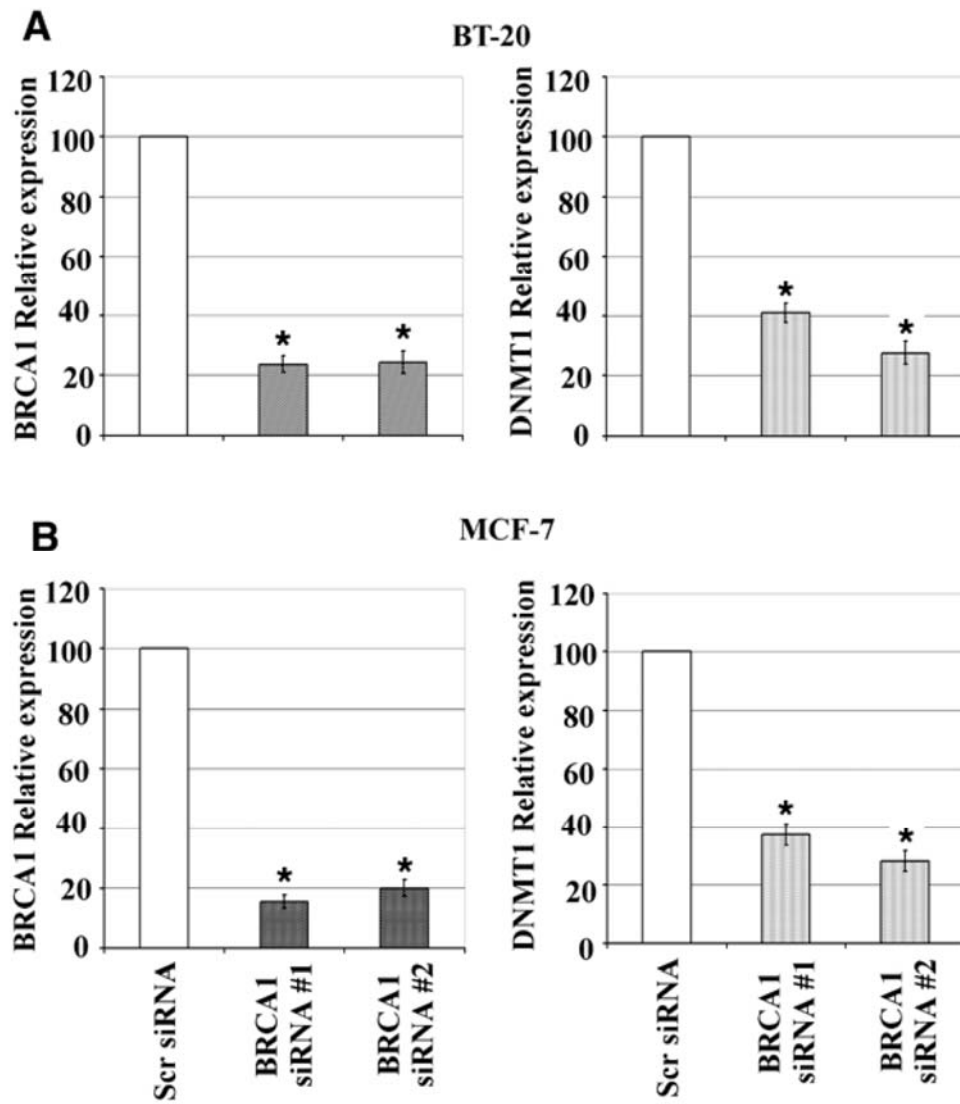 A
BT-20
BRCA1 Relative expression
120
100
80
60
40
20
0
*
*
DNMT1 Relative expression
120
100
80
60
40
20
0
*
*
B
MCF-7
BRCA1 Relative expression
120
100
80
60
40
20
0
*
*
Scr siRNA
BRCA1
siRNA #1
BRCA1
siRNA #2
DNMT1 Relative expression
120
100
80
60
40
20
0
*
*
Scr siRNA
BRCA1
siRNA #1
BRCA1
siRNA #2